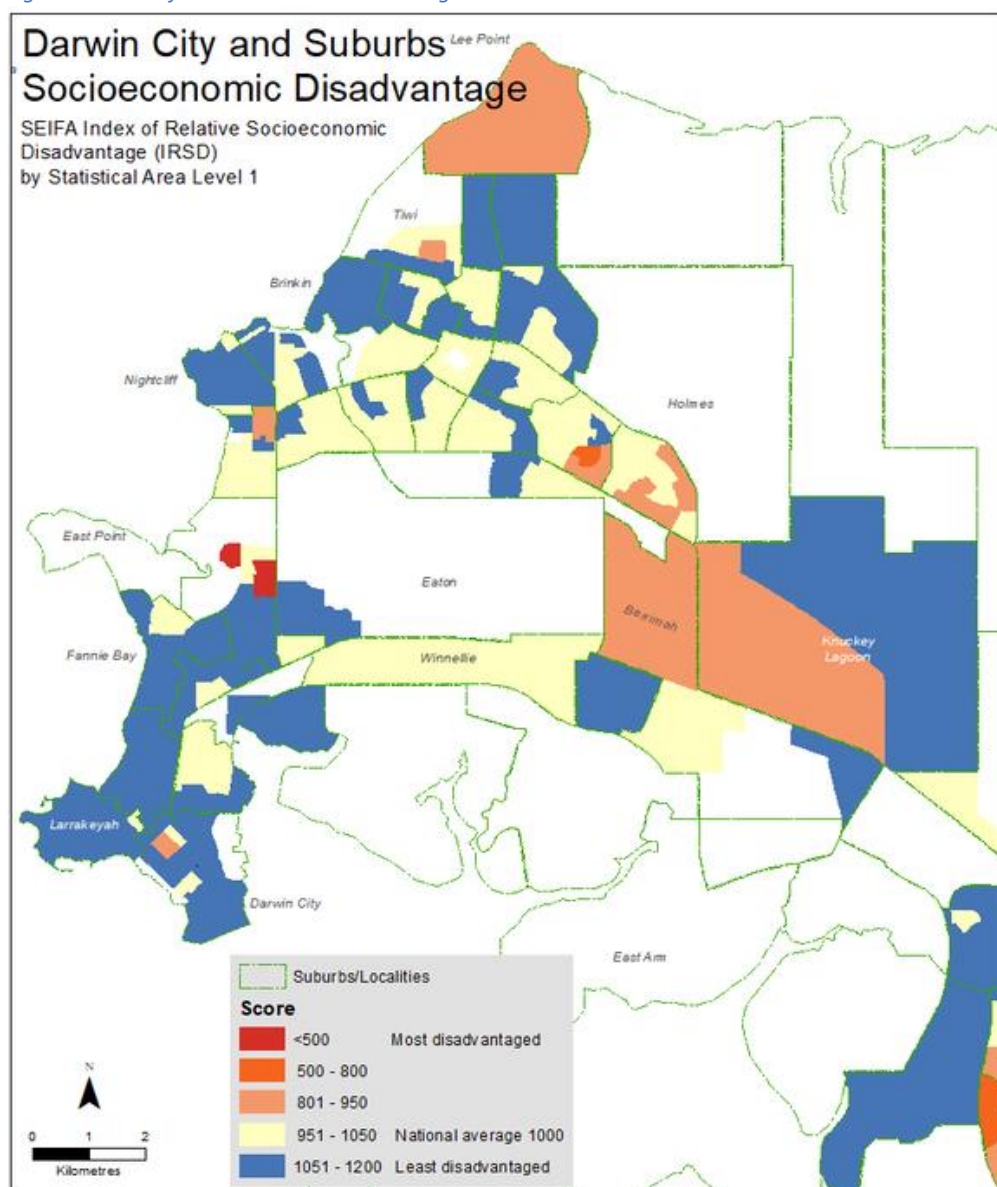 Darwin City and Suburbs
Socioeconomic Disadvantage
SEIFA Index of Relative Socioeconomic
Disadvantage (IRSD)
by Statistical Area Level 1
Lee Point
Tiwi
Brinkin
Nightcliff
Holmes
East Point
Eaton
Berrimah
Knuckey
Lagoon
Fannie Bay
Winnellie
Larrakeyah
Darwin City
East Arm
Suburbs/Localities
Score
<500 Most disadvantaged
500 - 800
801 - 950
951 - 1050 National average 1000
1051 - 1200 Least disadvantaged
N
0 1 2
Kilometres